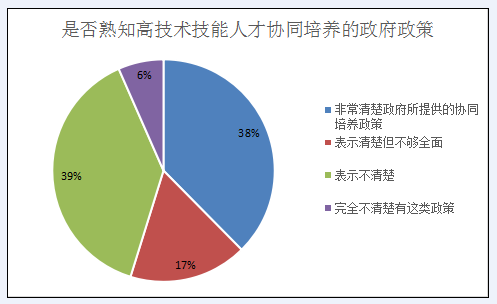 是否熟知高技术技能人才协同培养的政府政策
6%
38%
39%
17%
非常清楚政府所提供的协同
培养政策
表示清楚但不够全面
表示不清楚
完全不清楚有这类政策